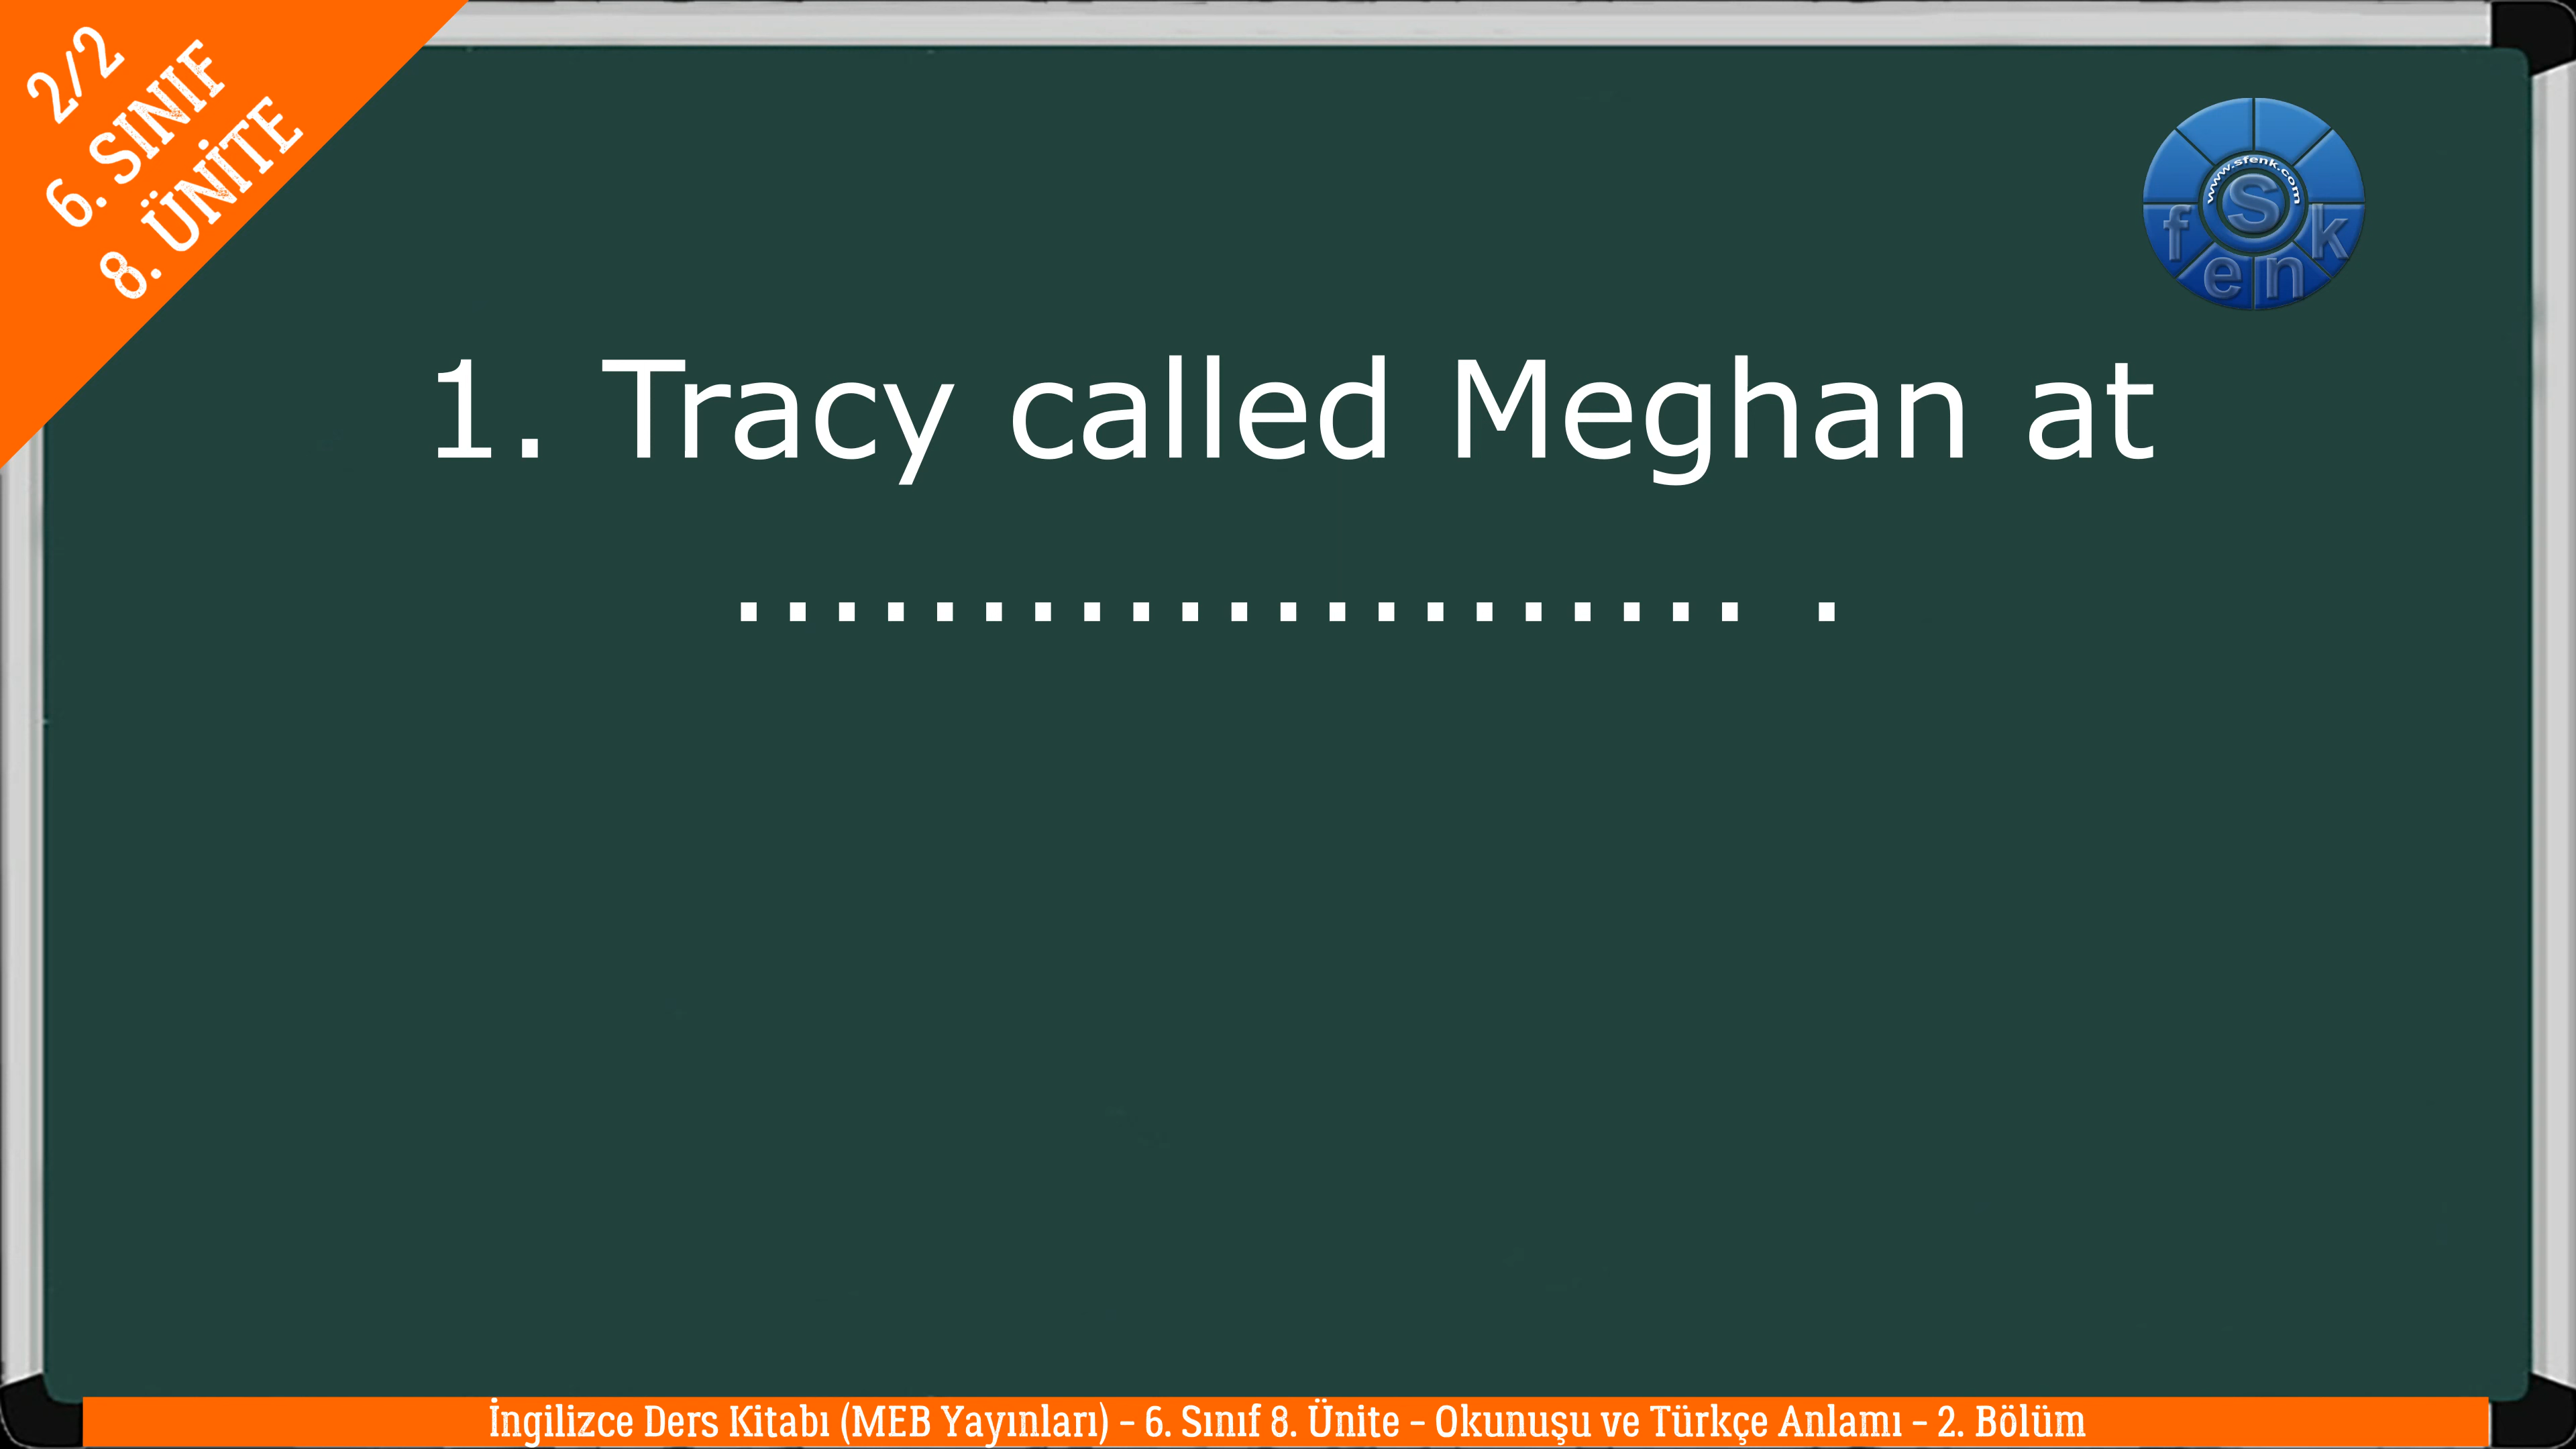 2/2
6. SINIF
8. ÜNİTE
www.sfenk.com
S
f e n k
1. Tracy called Meghan at
..................... .
İngilizce Ders Kitabı (MEB Yayınları) – 6. Sınıf 8. Ünite – Okunuşu ve Türkçe Anlamı – 2. Bölüm